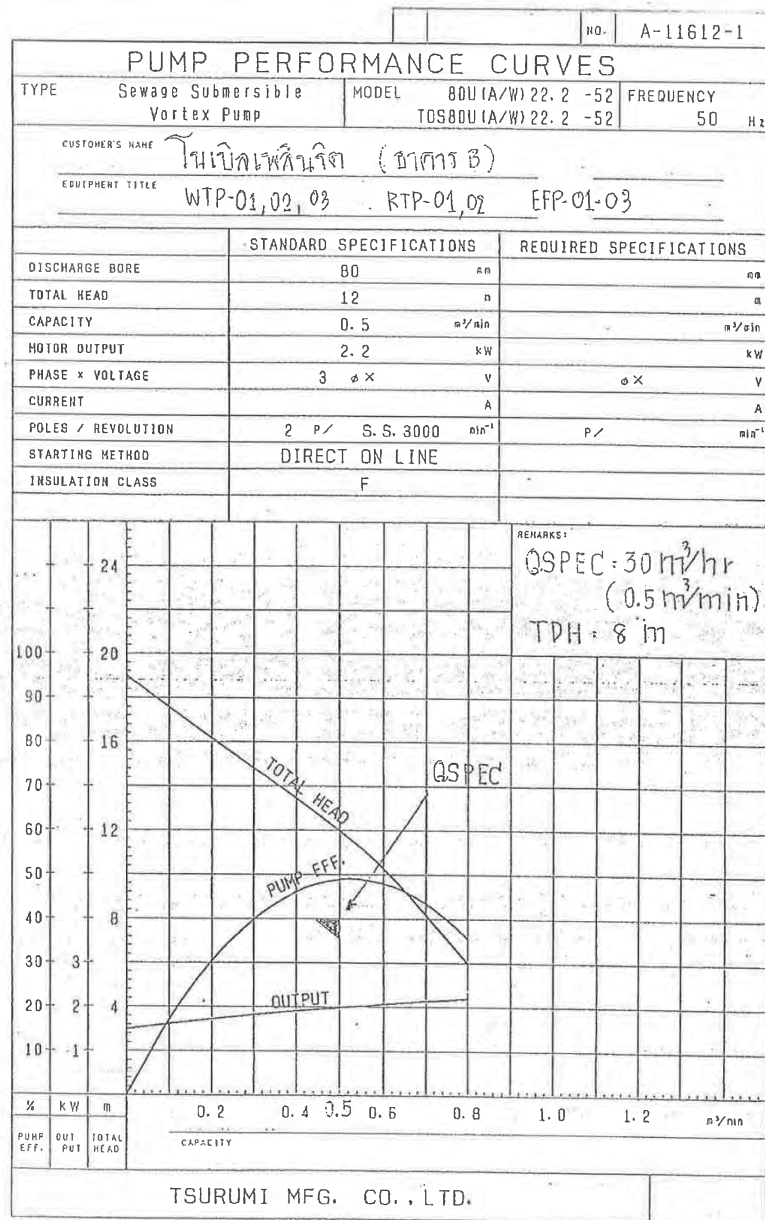 NO. A-11612-1
PUMP PERFORMANCE CURVES
TYPE Sewage Submersible Vortex Pump
MODEL 80U(A/W)22.2 -52
TOS80U(A/W)22.2 -52
FREQUENCY 50 Hz
CUSTOMER'S NAME โนเบิลเพลินจิต (อาคาร B)
EQUIPMENT TITLE WTP-01,02,03 RTP-01,02 EFP-01-03
STANDARD SPECIFICATIONS REQUIRED SPECIFICATIONS
DISCHARGE BORE 80 mm mm
TOTAL HEAD 12 m m
CAPACITY 0.5 m³/min m³/min
MOTOR OUTPUT 2.2 kW kW
PHASE × VOLTAGE 3 ø× V ø× V
CURRENT A A
POLES / REVOLUTION 2 P/ S.S.3000 min⁻¹ P/ min⁻¹
STARTING METHOD DIRECT ON LINE
INSULATION CLASS F
REMARKS:
QSPEC = 30 m³/hr
(0.5 m³/min)
TDH = 8 m
24
100 20
90
80 16
70
60 12
50
40 8
30 3
20 2 4
10 1
TOTAL HEAD
QSPEC
PUMP EFF.
OUTPUT
% kW m
0.2 0.4 0.5 0.6 0.8 1.0 1.2 m³/min
PUMP EFF. OUT PUT TOTAL HEAD
CAPACITY
TSURUMI MFG. CO., LTD.